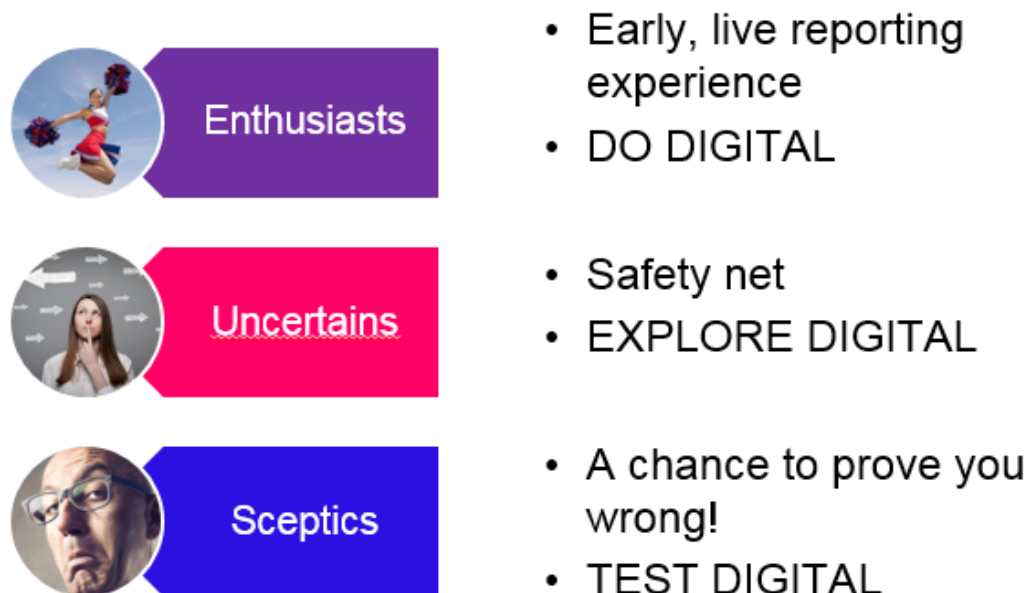 Enthusiasts
• Early, live reporting
experience
• DO DIGITAL
Uncertains
• Safety net
• EXPLORE DIGITAL
Sceptics
• A chance to prove you
wrong!
• TEST DIGITAL